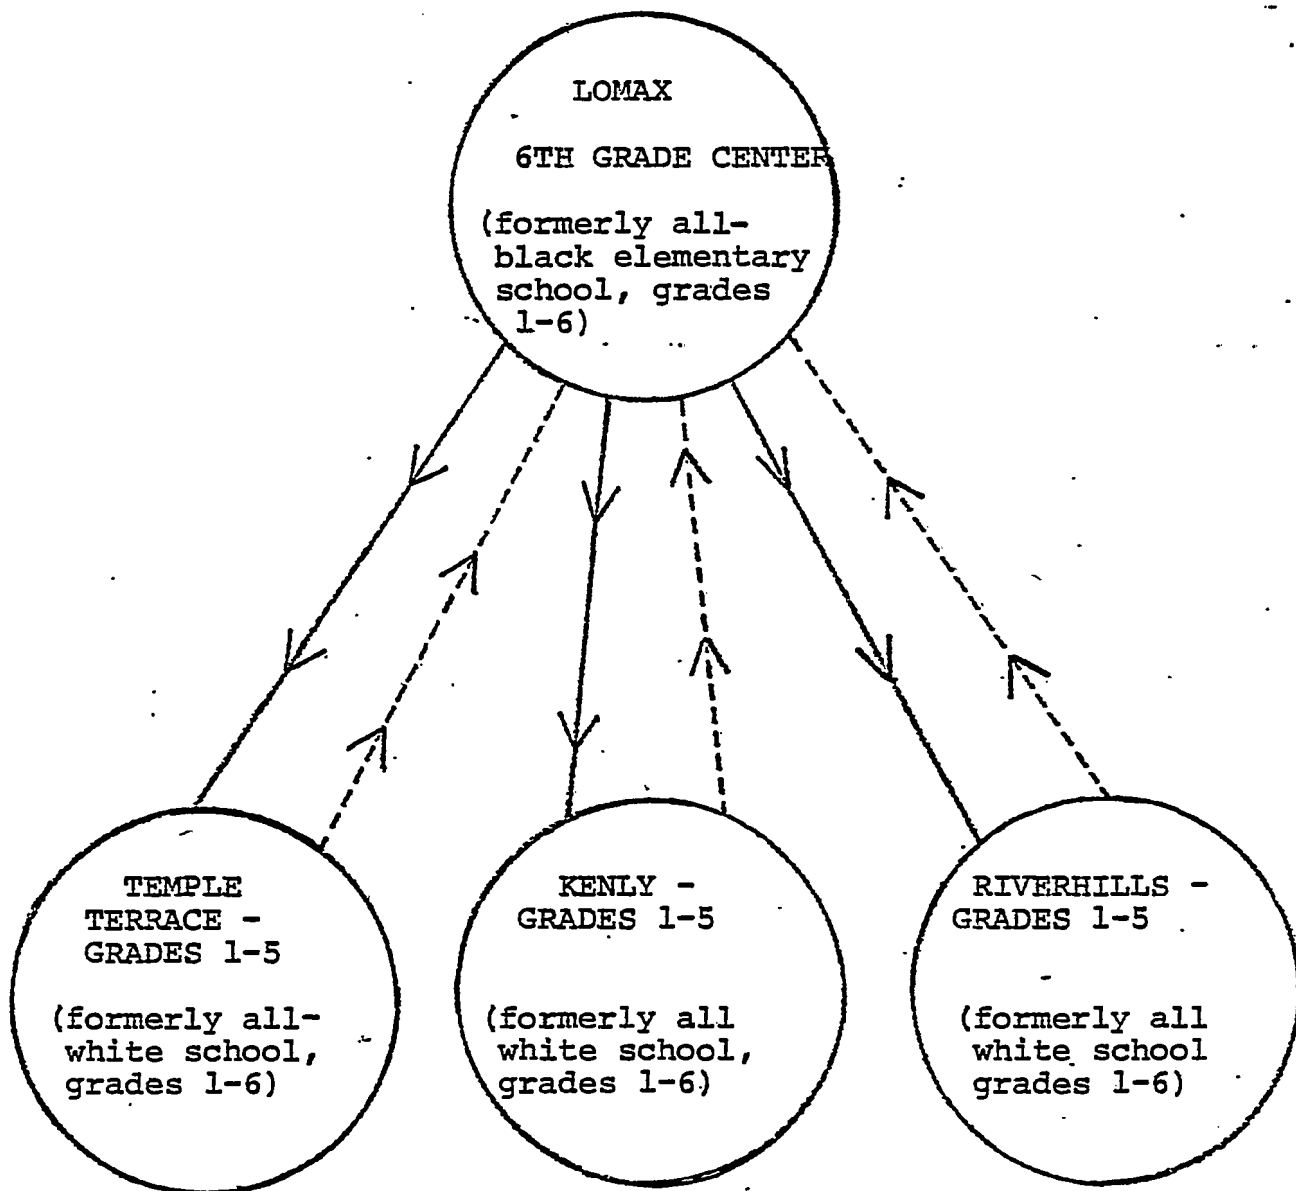 LOMAX
6TH GRADE CENTER
(formerly all-
black elementary
school, grades
1-6)
TEMPLE
TERRACE -
GRADES 1-5
(formerly all-
white school,
grades 1-6)
KENLY -
GRADES 1-5
(formerly all
white school,
grades 1-6)
RIVERHILLS -
GRADES 1-5
(formerly all
white school
grades 1-6)